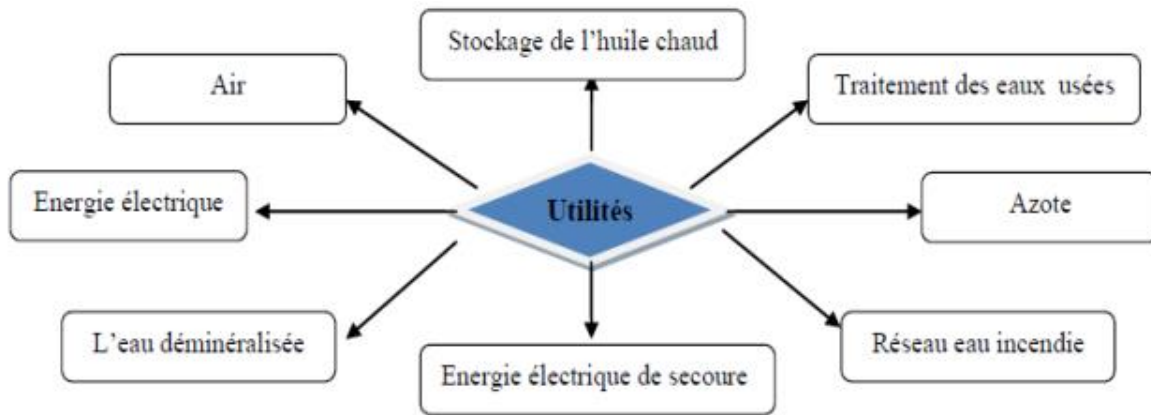 Stockage de l’huile chaud
Air
Traitement des eaux usées
Energie électrique
Utilités
Azote
L’eau déminéralisée
Réseau eau incendie
Energie électrique de secoure